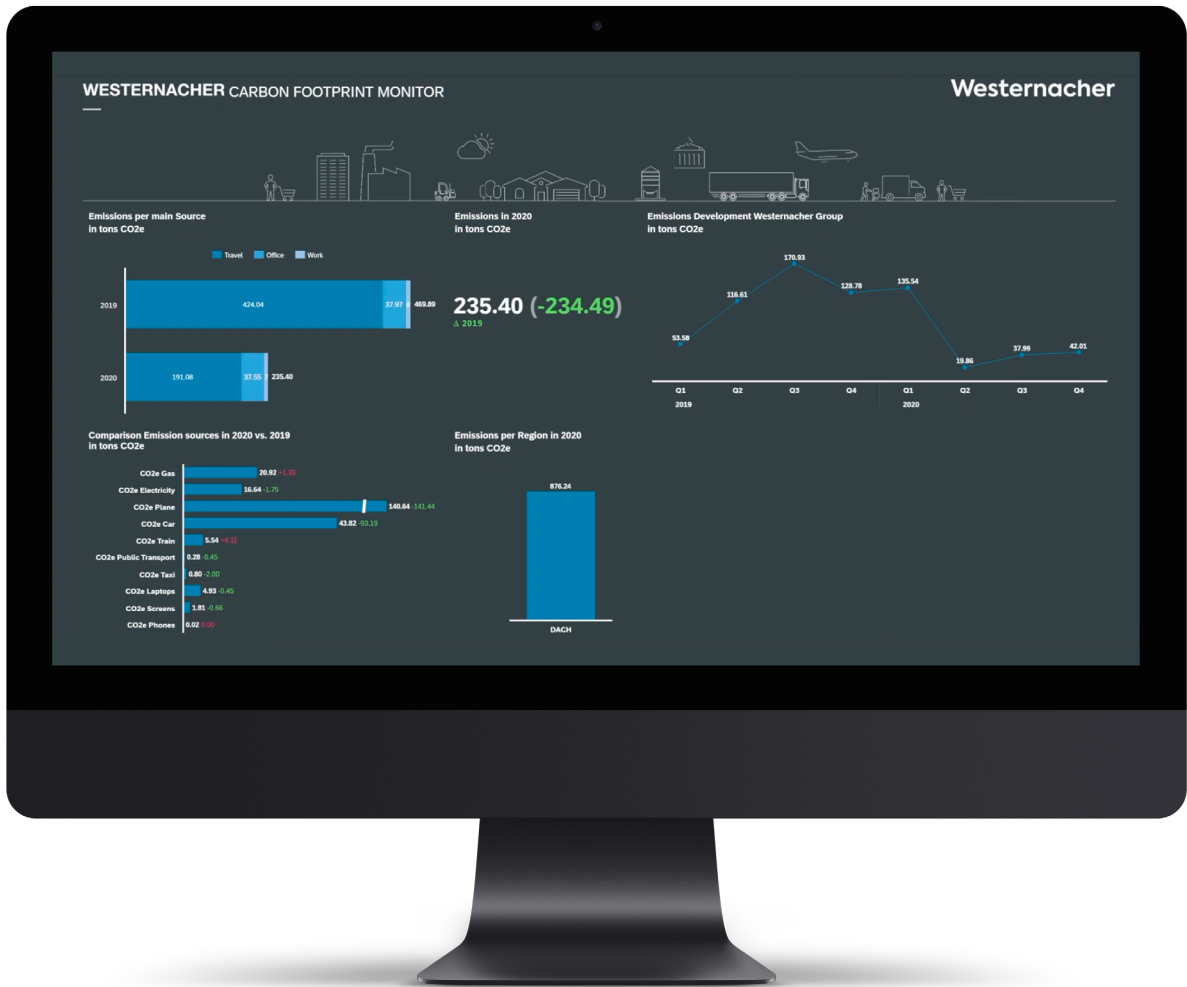 WESTERNACHER CARBON FOOTPRINT MONITOR
Westernacher
Emissions per main Source
in tons CO2e
Travel Office Work
2019
424.04 37.97 469.89
2020
191.08 37.55 235.40
Emissions in 2020
in tons CO2e
235.40 (-234.49)
Δ 2019
Emissions Development Westernacher Group
in tons CO2e
53.58
116.61
170.93
128.78
135.54
19.86
37.99
42.01
Q1 Q2 Q3 Q4 Q1 Q2 Q3 Q4
2019 2020
Comparison Emission sources in 2020 vs. 2019
in tons CO2e
CO2e Gas 20.92
CO2e Electricity 16.64 -1.75
CO2e Plane 140.64 -141.44
CO2e Car 43.82 -93.19
CO2e Train 5.54 +4.11
CO2e Public Transport 0.28 -0.45
CO2e Taxi 0.80 -2.00
CO2e Laptops 4.93 -0.45
CO2e Screens 1.81 -0.66
CO2e Phones 0.02 0.00
Emissions per Region in 2020
in tons CO2e
876.24
DACH